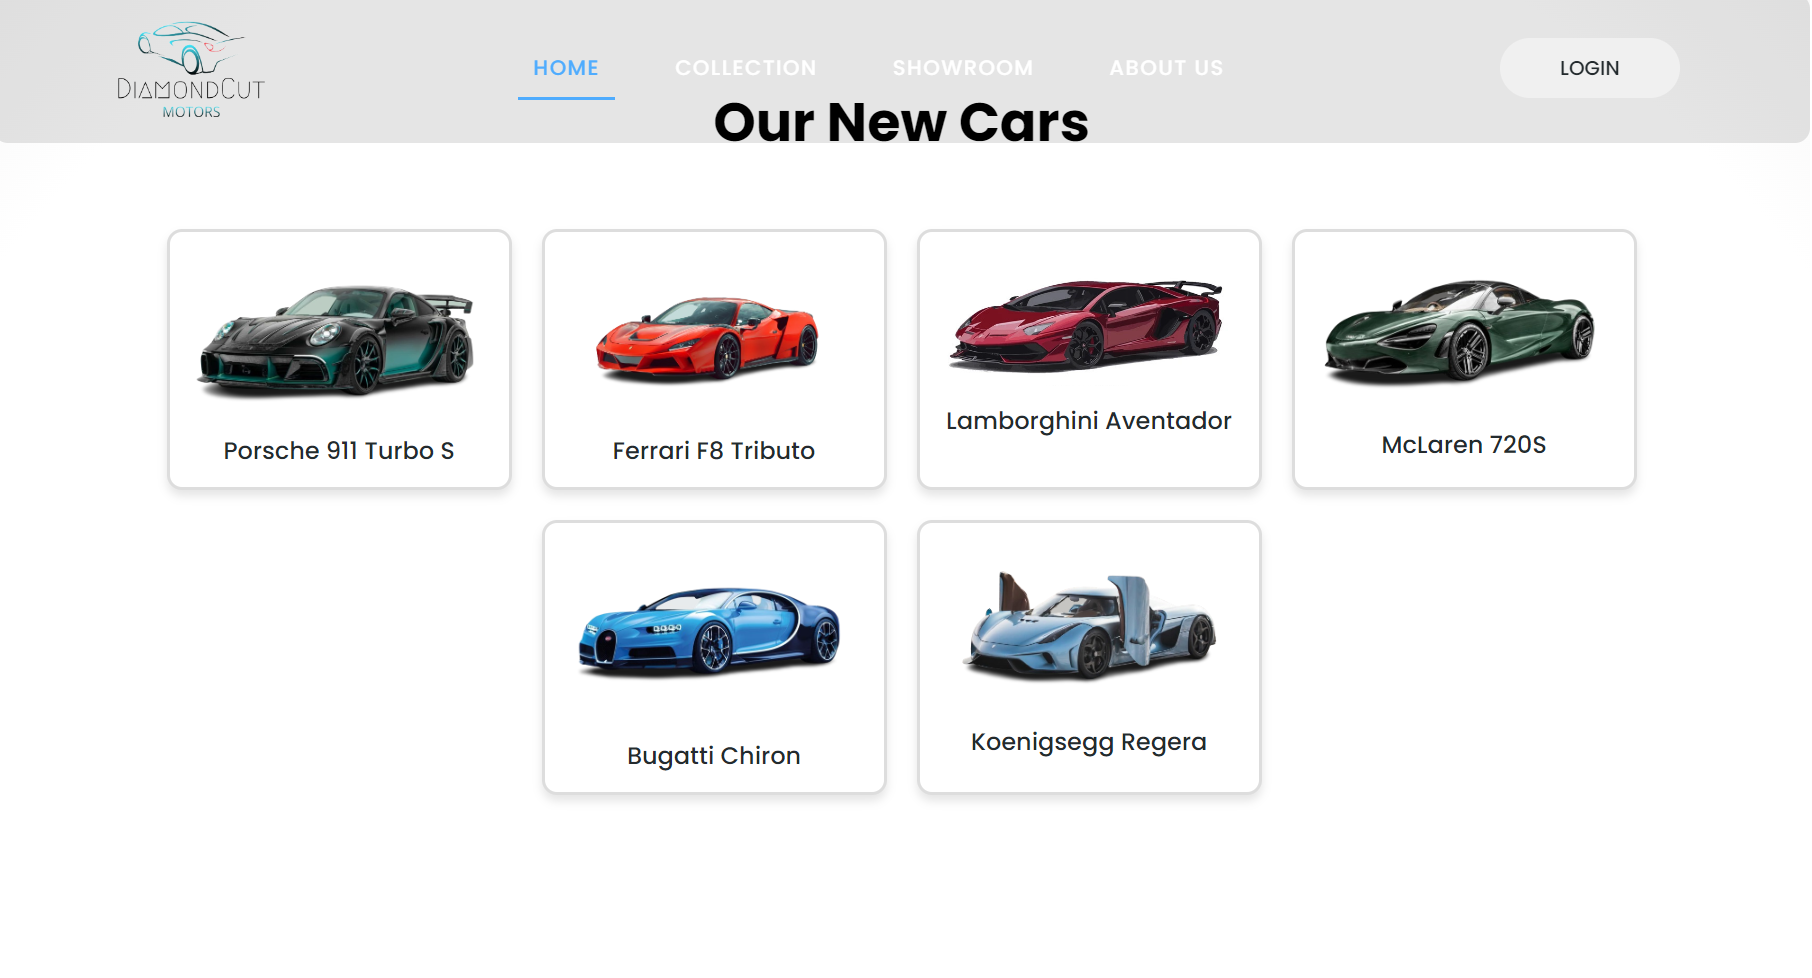 DIAMONDCUT
MOTORS
HOME
COLLECTION
SHOWROOM
ABOUT US
LOGIN
Our New Cars
Porsche 911 Turbo S
Ferrari F8 Tributo
Lamborghini Aventador
McLaren 720S
Bugatti Chiron
Koenigsegg Regera